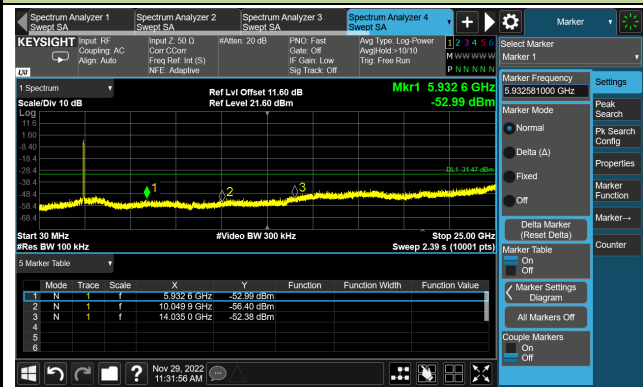 Spectrum Analyzer 1
Swept SA
Spectrum Analyzer 2
Swept SA
Spectrum Analyzer 3
Swept SA
Spectrum Analyzer 4
Swept SA
Marker
KEYSIGHT
LNI
Input: RF
Coupling: AC
Align: Auto
Input Z: 50 Ω
Corr CCorr
Freq Ref: Int (S)
NFE: Adaptive
#Atten: 20 dB
PNO: Fast
Gate: Off
IF Gain: Low
Sig Track: Off
Avg Type: Log-Power
Avg|Hold:>10/10
Trig: Free Run
1 2 3 4 5 6
M W W W W W
P N N N N N
Select Marker
Marker 1
1 Spectrum
Scale/Div 10 dB
Log
Ref Lvl Offset 11.60 dB
Ref Level 21.60 dBm
Mkr1 5.932 6 GHz
-52.99 dBm
11.6
1.60
-8.40
-18.4
-28.4
-38.4
-48.4
-58.4
-68.4
DL1 -31.47 dBm
1
2
3
Start 30 MHz
#Res BW 100 kHz
#Video BW 300 kHz
Stop 25.00 GHz
Sweep 2.39 s (10001 pts)
5 Marker Table
Mode Trace Scale X Y Function Function Width Function Value
1 N 1 f 5.932 6 GHz -52.99 dBm
2 N 1 f 10.049 9 GHz -56.40 dBm
3 N 1 f 14.035 0 GHz -52.38 dBm
4
5
6
Marker Frequency
5.932581000 GHz
Marker Mode
Normal
Delta (Δ)
Fixed
Off
Delta Marker
(Reset Delta)
Marker Table
On
Off
Marker Settings
Diagram
All Markers Off
Couple Markers
On
Off
Settings
Peak
Search
Pk Search
Config
Properties
Marker
Function
Marker→
Counter
Nov 29, 2022
11:31:56 AM